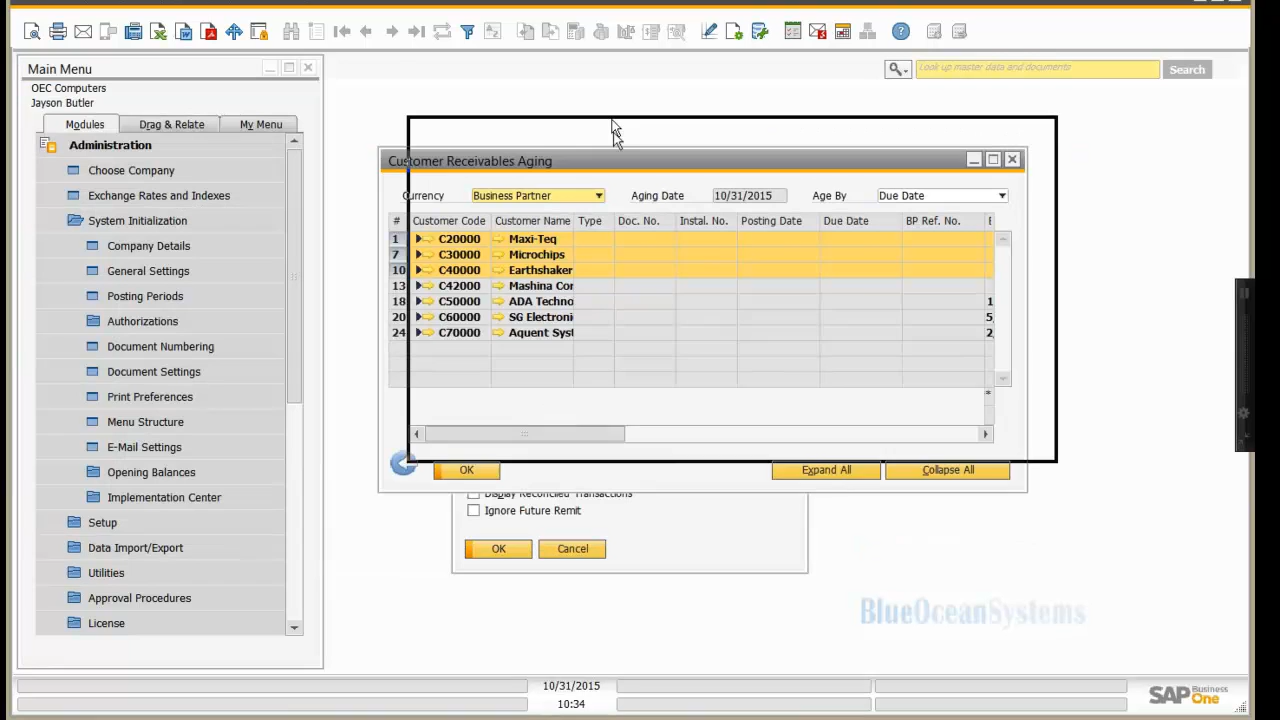 Look up master data and documents
Search
Main Menu
OEC Computers
Jayson Butler
Modules
Drag & Relate
My Menu
Administration
Choose Company
Exchange Rates and Indexes
System Initialization
Company Details
General Settings
Posting Periods
Authorizations
Document Numbering
Document Settings
Print Preferences
Menu Structure
E-Mail Settings
Opening Balances
Implementation Center
Setup
Data Import/Export
Utilities
Approval Procedures
License
Customer Receivables Aging
Currency Business Partner Aging Date 10/31/2015 Age By Due Date
# Customer Code Customer Name Type Doc. No. Instal. No. Posting Date Due Date BP Ref. No.
1 C20000 Maxi-Teq
7 C30000 Microchips
10 C40000 Earthshaker
13 C42000 Mashina Cor
18 C50000 ADA Techno 1
20 C60000 SG Electroni 5,
24 C70000 Aquent Syst 2,
*
OK Expand All Collapse All
Display Reconciled Transactions
Ignore Future Remit
OK Cancel
BlueOceanSystems
10/31/2015
10:34
SAP Business One